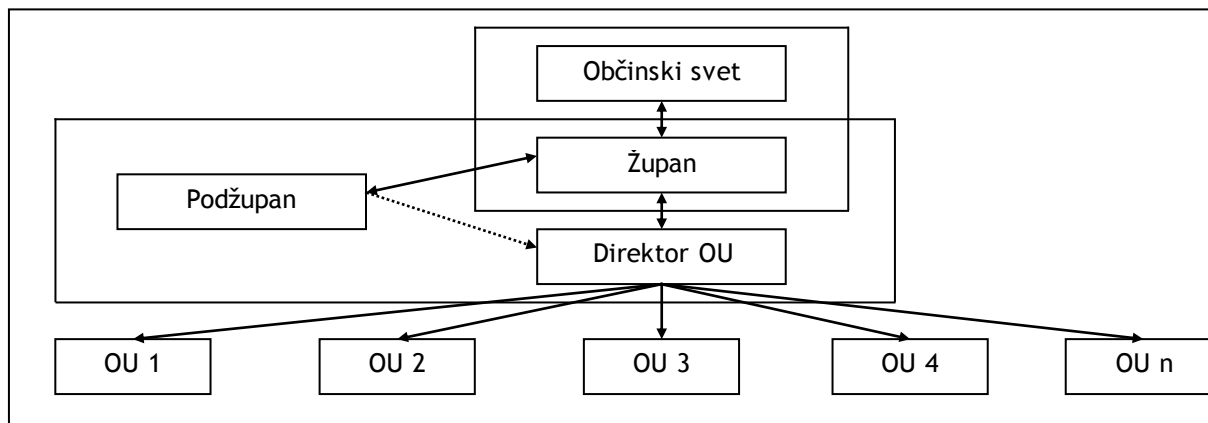 Občinski svet
Župan
Podžupan
Direktor OU
OU 1
OU 2
OU 3
OU 4
OU n